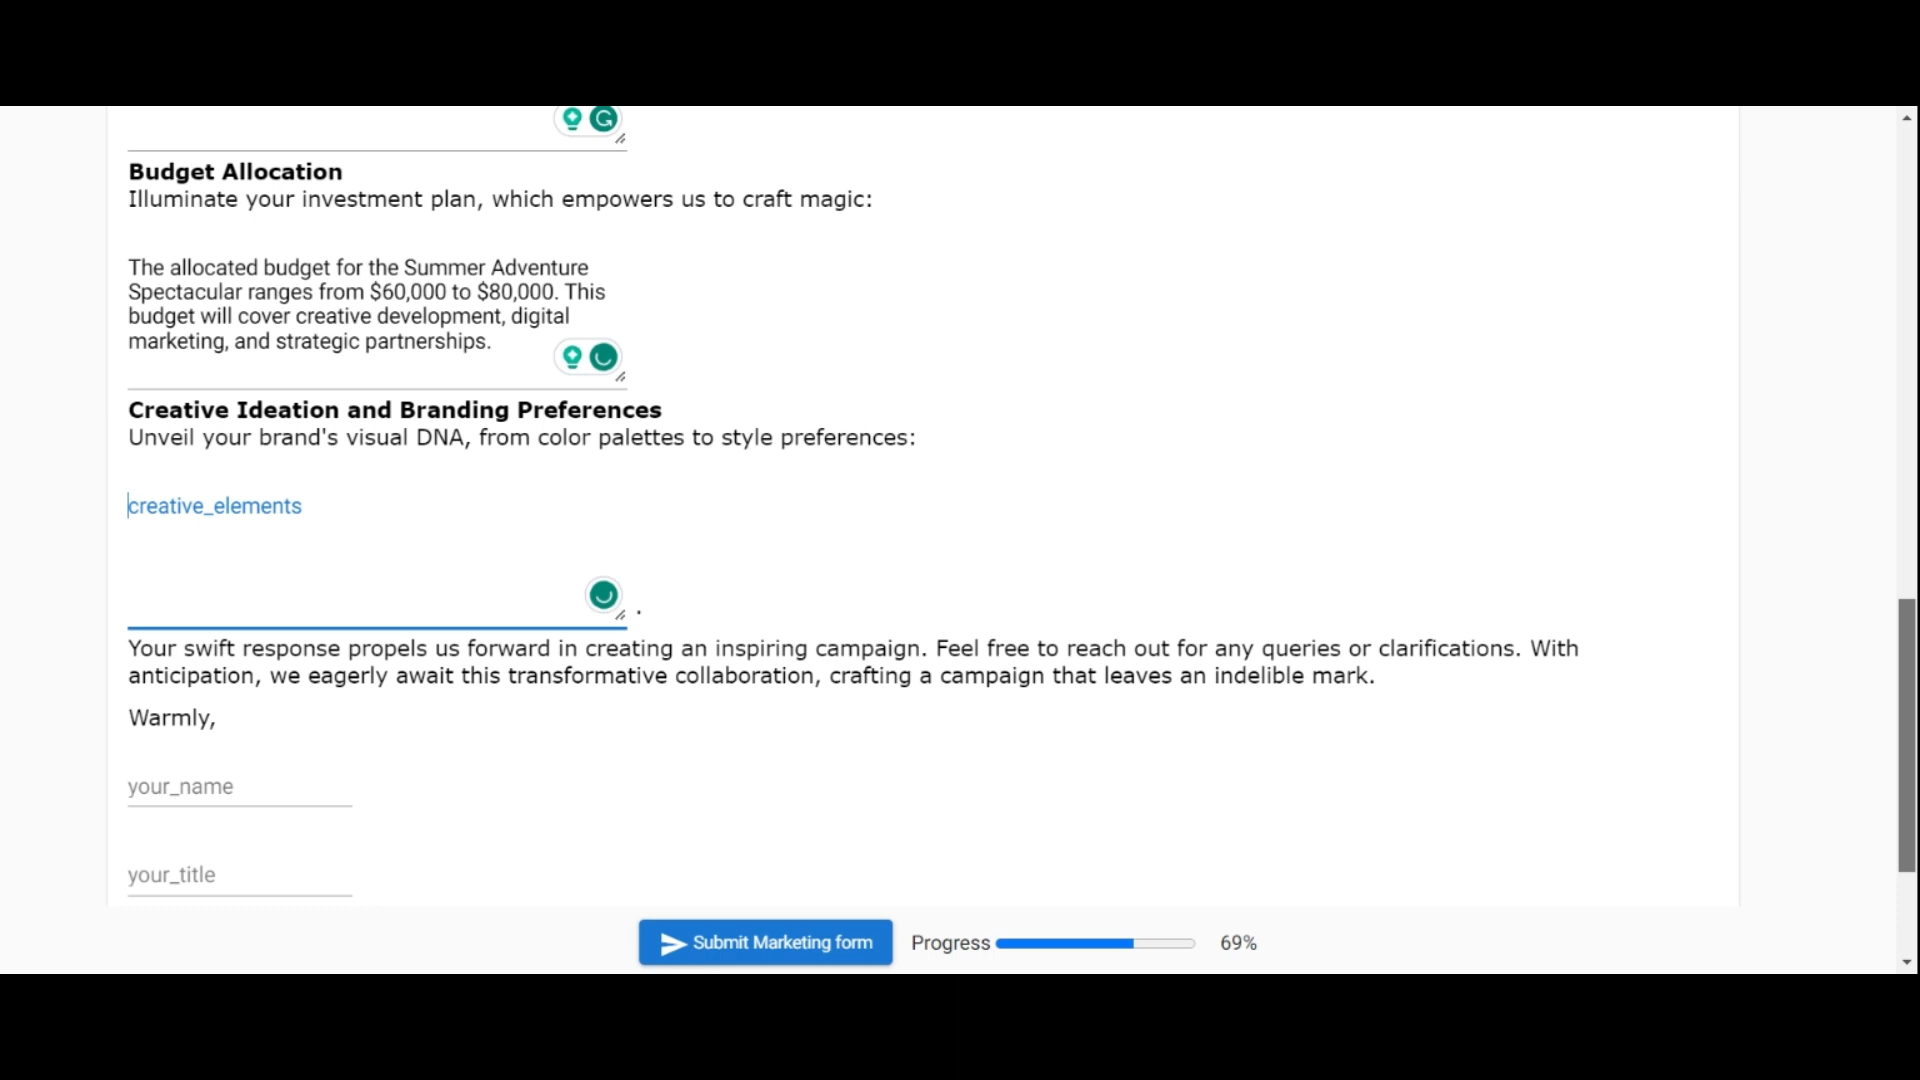 Budget Allocation
Illuminate your investment plan, which empowers us to craft magic:
The allocated budget for the Summer Adventure
Spectacular ranges from $60,000 to $80,000. This
budget will cover creative development, digital
marketing, and strategic partnerships.
Creative Ideation and Branding Preferences
Unveil your brand's visual DNA, from color palettes to style preferences:
creative_elements
.
Your swift response propels us forward in creating an inspiring campaign. Feel free to reach out for any queries or clarifications. With
anticipation, we eagerly await this transformative collaboration, crafting a campaign that leaves an indelible mark.
Warmly,
your_name
your_title
Submit Marketing form Progress 69%